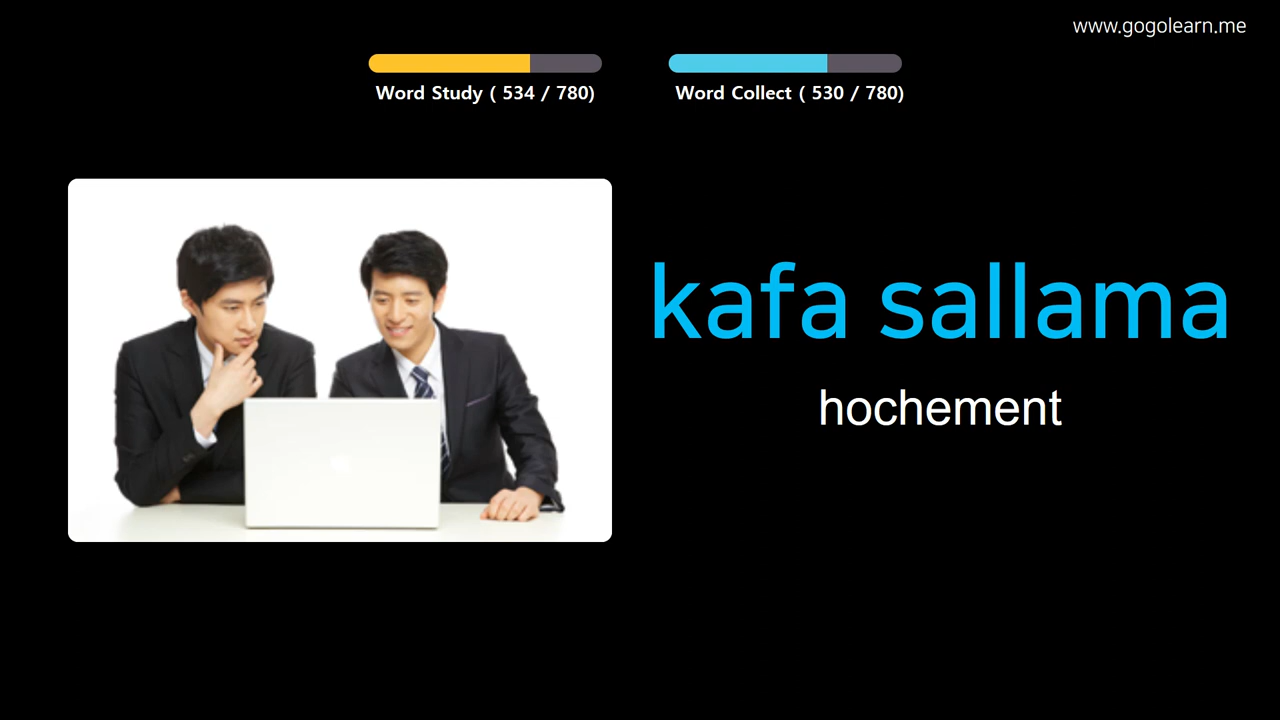 www.gogolearn.me
Word Study ( 534 / 780)
Word Collect ( 530 / 780)
kafa sallama
hochement